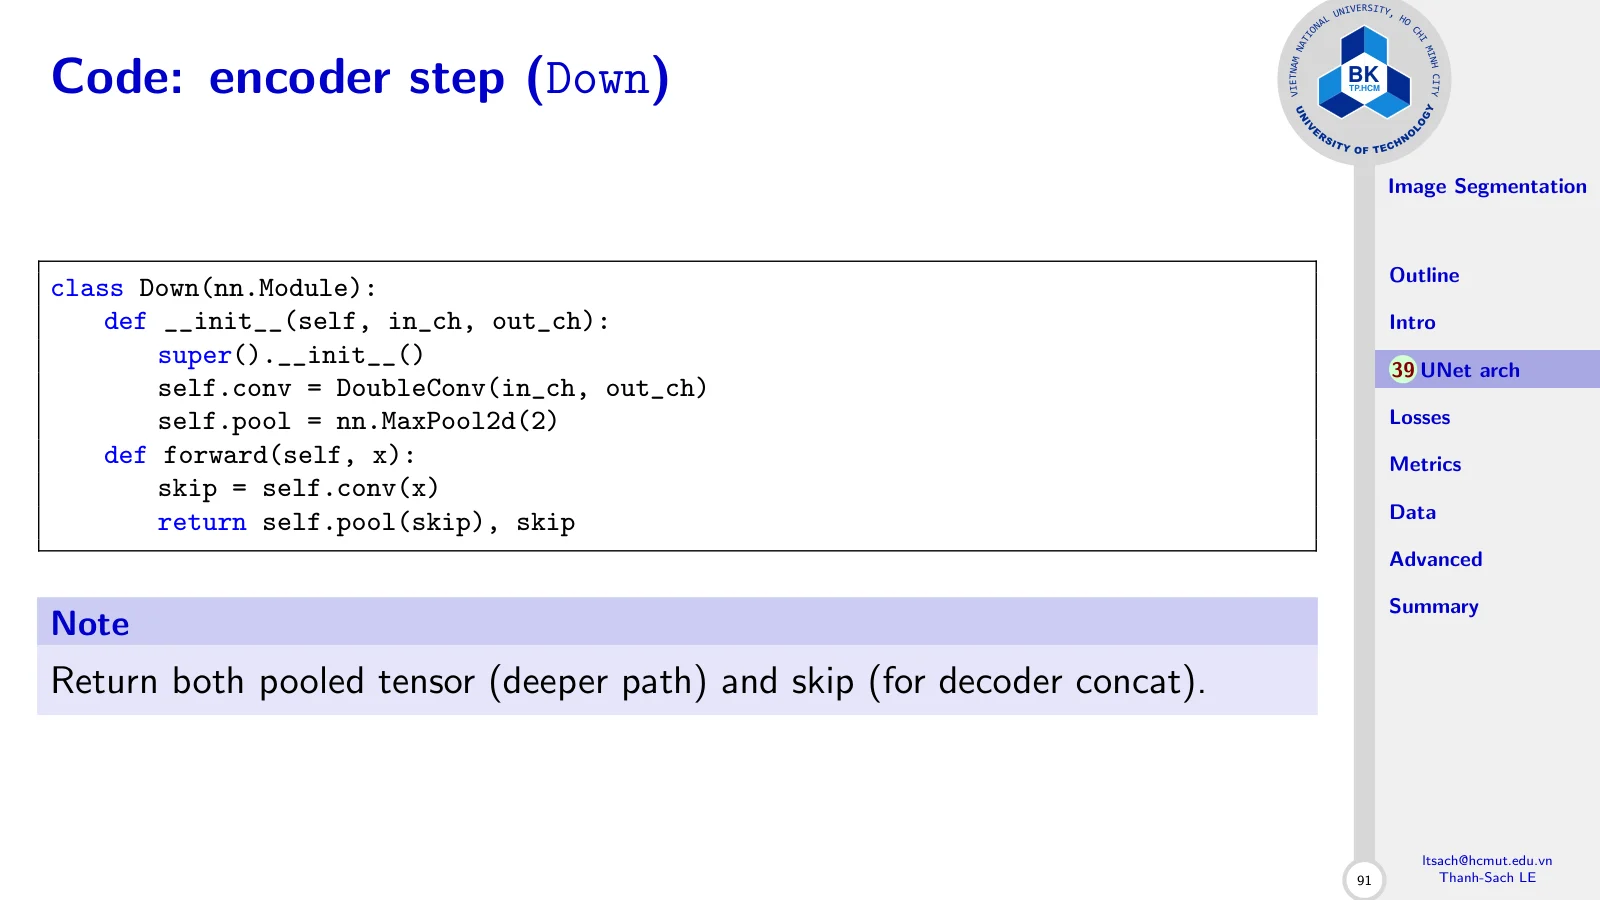 Code: encoder step (Down)
class Down(nn.Module):
    def __init__(self, in_ch, out_ch):
        super().__init__()
        self.conv = DoubleConv(in_ch, out_ch)
        self.pool = nn.MaxPool2d(2)
    def forward(self, x):
        skip = self.conv(x)
        return self.pool(skip), skip
Note
Return both pooled tensor (deeper path) and skip (for decoder concat).
VIETNAM NATIONAL UNIVERSITY, HO CHI MINH CITY
BK
TP.HCM
UNIVERSITY OF TECHNOLOGY
Image Segmentation
Outline
Intro
39 UNet arch
Losses
Metrics
Data
Advanced
Summary
ltsach@hcmut.edu.vn
Thanh-Sach LE
91